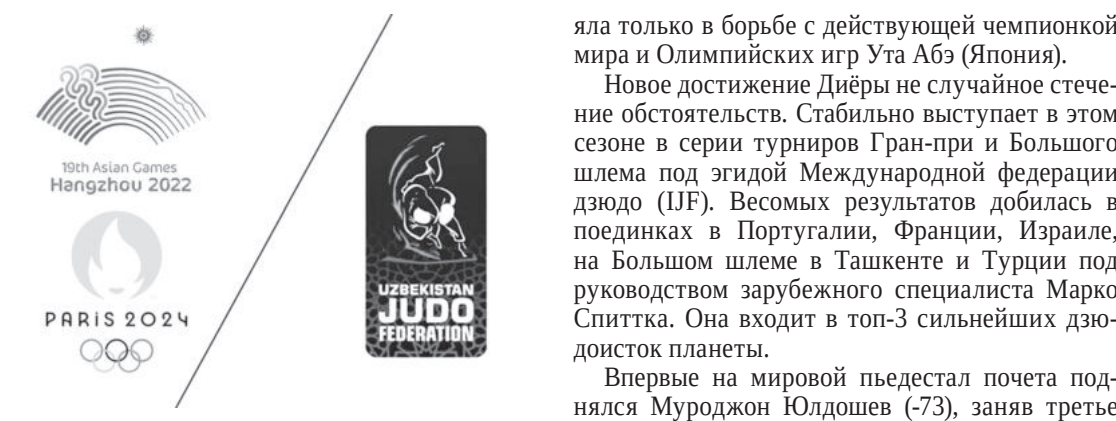 19th Asian Games
Hangzhou 2022
PARIS 2024
UZBEKISTAN
JUDO
FEDERATION
яла только в борьбе с действующей чемпионкой
мира и Олимпийских игр Ута Абэ (Япония).
Новое достижение Диёры не случайное стече-
ние обстоятельств. Стабильно выступает в этом
сезоне в серии турниров Гран-при и Большого
шлема под эгидой Международной федерации
дзюдо (IJF). Весомых результатов добилась в
поединках в Португалии, Франции, Израиле,
на Большом шлеме в Ташкенте и Турции под
руководством зарубежного специалиста Марко
Спиттка. Она входит в топ-3 сильнейших дзю-
доисток планеты.
Впервые на мировой пьедестал почета под-
нялся Муроджон Юлдошев (-73), заняв третье